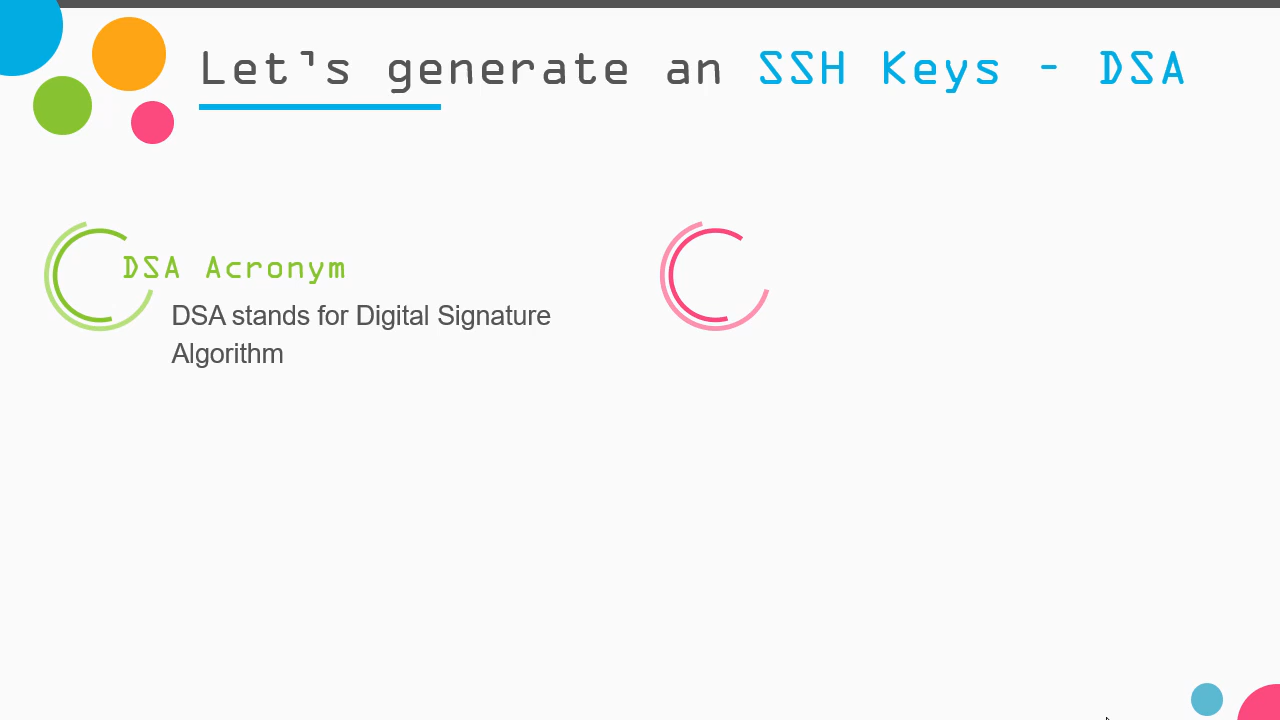 Let's generate an SSH Keys - DSA
DSA Acronym
DSA stands for Digital Signature
Algorithm